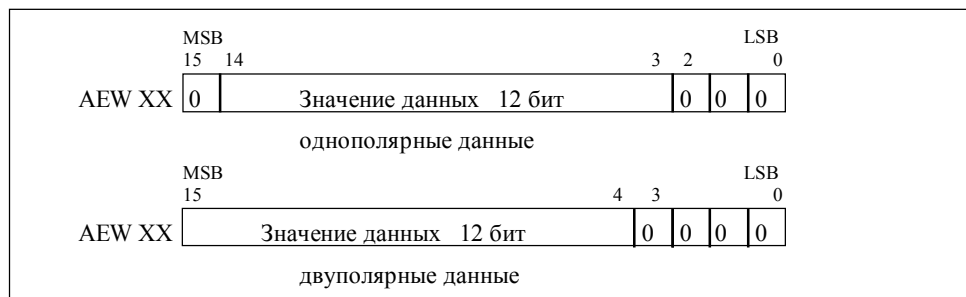 MSB LSB
15 14 3 2 0
AEW XX 0 Значение данных 12 бит 0 0 0
однополярные данные
MSB LSB
15 4 3 0
AEW XX Значение данных 12 бит 0 0 0 0
двуполярные данные